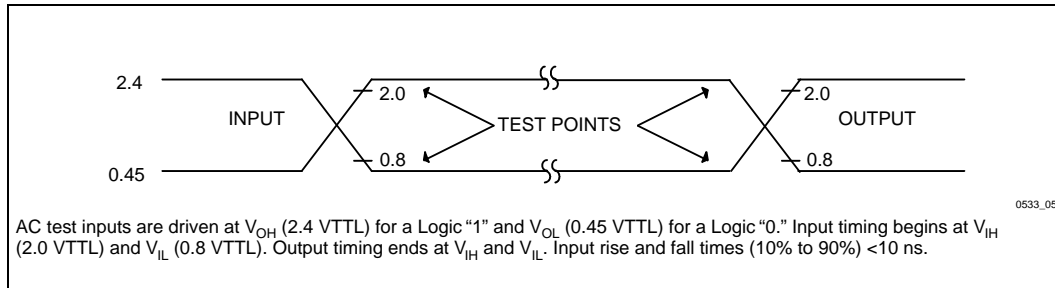 2.4
2.0
2.0
INPUT
TEST POINTS
OUTPUT
0.8
0.8
0.45
0533_05
AC test inputs are driven at VOH (2.4 VTTL) for a Logic “1” and VOL (0.45 VTTL) for a Logic “0.” Input timing begins at VIH
(2.0 VTTL) and VIL (0.8 VTTL). Output timing ends at VIH and VIL. Input rise and fall times (10% to 90%) <10 ns.